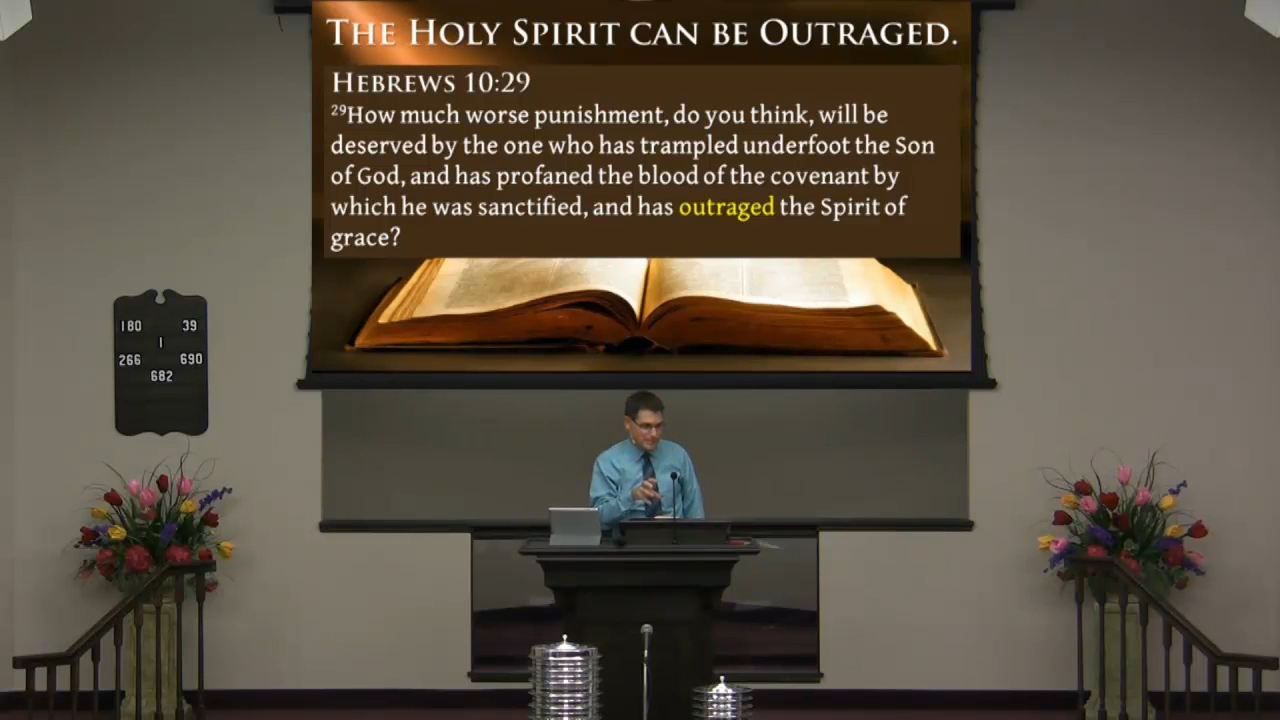 THE HOLY SPIRIT CAN BE OUTRAGED.
HEBREWS 10:29
29How much worse punishment, do you think, will be
deserved by the one who has trampled underfoot the Son
of God, and has profaned the blood of the covenant by
which he was sanctified, and has outraged the Spirit of
grace?
180 39
1
266 690
682